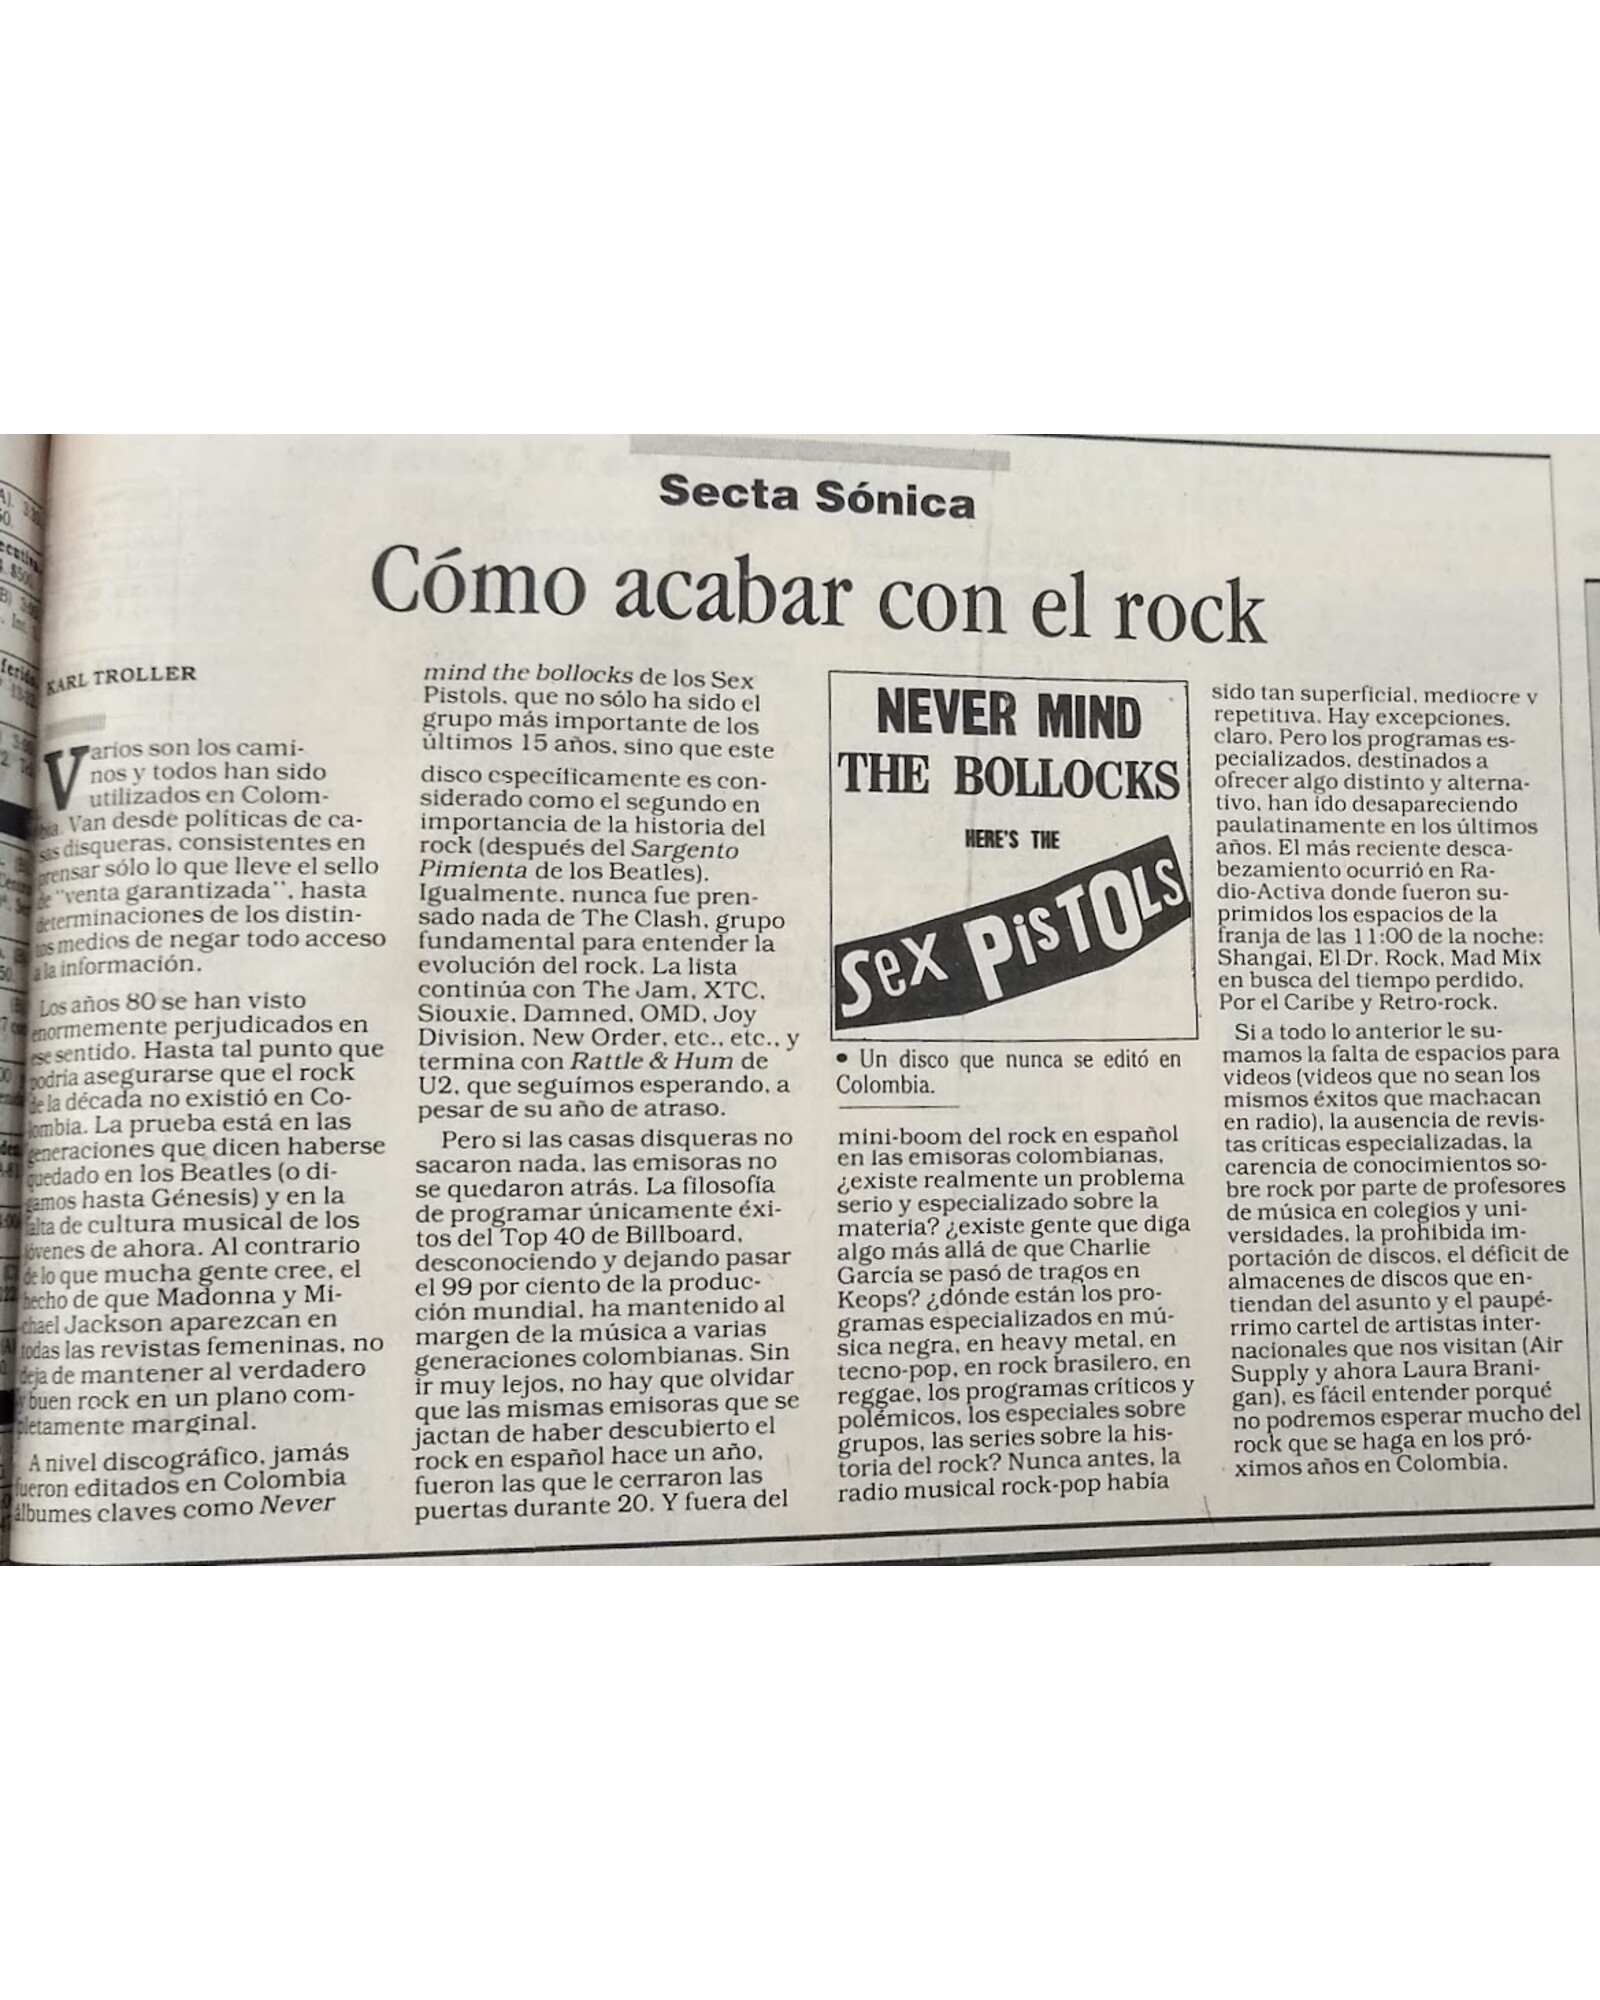 Secta Sónica
Cómo acabar con el rock
KARL TROLLER
Varios son los cami-
nos y todos han sido
utilizados en Colom-
bia. Van desde políticas de ca-
sas disqueras, consistentes en
prensar sólo lo que lleve el sello
de "venta garantizada", hasta
determinaciones de los distin-
tos medios de negar todo acceso
a la información.
Los años 80 se han visto
enormemente perjudicados en
ese sentido. Hasta tal punto que
podría asegurarse que el rock
de la década no existió en Co-
lombia. La prueba está en las
generaciones que dicen haberse
quedado en los Beatles (o di-
gamos hasta Génesis) y en la
falta de cultura musical de los
jóvenes de ahora. Al contrario
de lo que mucha gente cree, el
hecho de que Madonna y Mi-
chael Jackson aparezcan en
todas las revistas femeninas, no
deja de mantener al verdadero
y buen rock en un plano com-
pletamente marginal.
A nivel discográfico, jamás
fueron editados en Colombia
álbumes claves como Never
mind the bollocks de los Sex
Pistols, que no sólo ha sido el
grupo más importante de los
últimos 15 años, sino que este
disco específicamente es con-
siderado como el segundo en
importancia de la historia del
rock (después del Sargento
Pimienta de los Beatles).
Igualmente, nunca fue pren-
sado nada de The Clash, grupo
fundamental para entender la
evolución del rock. La lista
continúa con The Jam, XTC,
Siouxie, Damned, OMD, Joy
Division, New Order, etc., etc., y
termina con Rattle & Hum de
U2, que seguímos esperando, a
pesar de su año de atraso.
Pero si las casas disqueras no
sacaron nada, las emisoras no
se quedaron atrás. La filosofía
de programar únicamente éxi-
tos del Top 40 de Billboard,
desconociendo y dejando pasar
el 99 por ciento de la produc-
ción mundial, ha mantenido al
margen de la música a varias
generaciones colombianas. Sin
ir muy lejos, no hay que olvidar
que las mismas emisoras que se
jactan de haber descubierto el
rock en español hace un año,
fueron las que le cerraron las
puertas durante 20. Y fuera del
NEVER MIND
THE BOLLOCKS
HERE'S THE
Sex PiSTOLS
• Un disco que nunca se editó en
Colombia.
mini-boom del rock en español
en las emisoras colombianas,
¿existe realmente un problema
serio y especializado sobre la
materia? ¿existe gente que diga
algo más allá de que Charlie
García se pasó de tragos en
Keops? ¿dónde están los pro-
gramas especializados en mú-
sica negra, en heavy metal, en
tecno-pop, en rock brasilero, en
reggae, los programas críticos y
polémicos, los especiales sobre
grupos, las series sobre la his-
toria del rock? Nunca antes, la
radio musical rock-pop había
sido tan superficial, mediocre y
repetitiva. Hay excepciones,
claro. Pero los programas es-
pecializados, destinados a
ofrecer algo distinto y alterna-
tivo, han ido desapareciendo
paulatinamente en los últimos
años. El más reciente desca-
bezamiento ocurrió en Ra-
dio-Activa donde fueron su-
primidos los espacios de la
franja de las 11:00 de la noche:
Shangai, El Dr. Rock, Mad Mix
en busca del tiempo perdido,
Por el Caribe y Retro-rock.
Si a todo lo anterior le su-
mamos la falta de espacios para
videos (videos que no sean los
mismos éxitos que machacan
en radio), la ausencia de revis-
tas críticas especializadas, la
carencia de conocimientos so-
bre rock por parte de profesores
de música en colegios y uni-
versidades, la prohibida im-
portación de discos, el déficit de
almacenes de discos que en-
tiendan del asunto y el paupé-
rrimo cartel de artistas inter-
nacionales que nos visitan (Air
Supply y ahora Laura Brani-
gan), es fácil entender porqué
no podremos esperar mucho del
rock que se haga en los pró-
ximos años en Colombia.